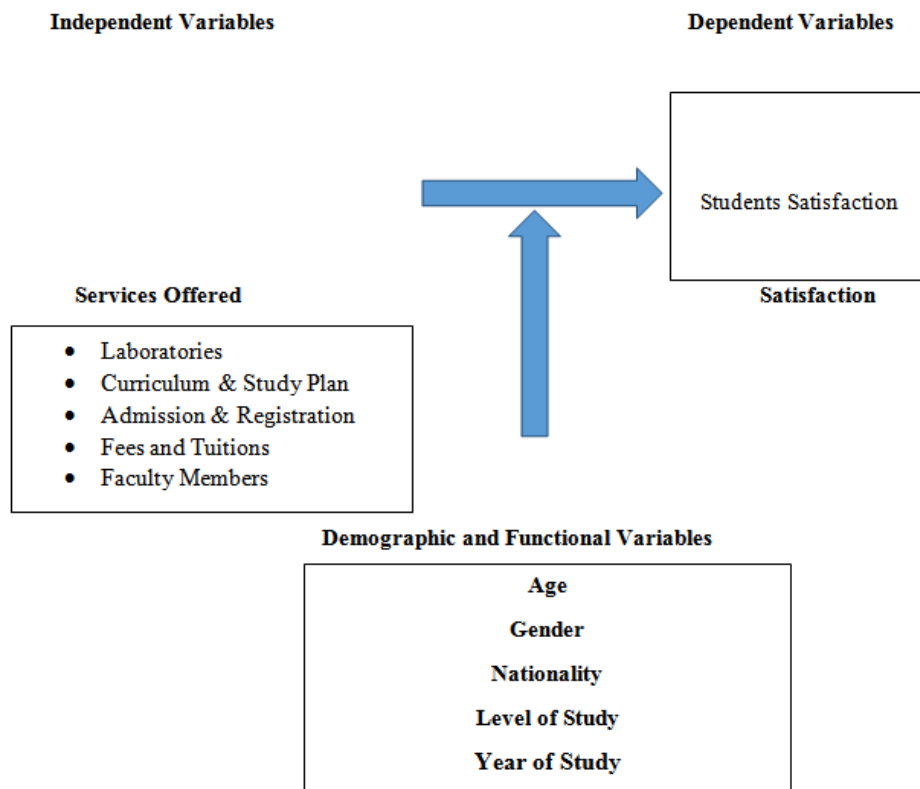 Independent Variables
Dependent Variables
Students Satisfaction
Services Offered
Satisfaction
• Laboratories
• Curriculum & Study Plan
• Admission & Registration
• Fees and Tuitions
• Faculty Members
Demographic and Functional Variables
Age
Gender
Nationality
Level of Study
Year of Study